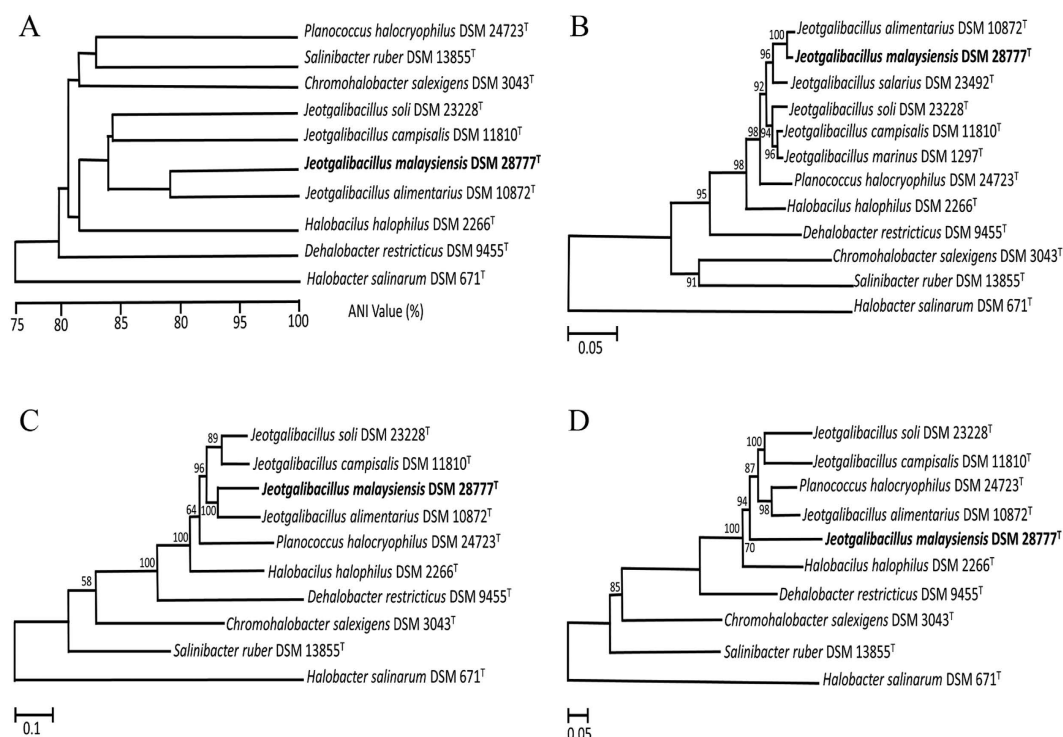 A
Planococcus halocryophilus DSM 24723ᵀ
Salinibacter ruber DSM 13855ᵀ
Chromohalobacter salexigens DSM 3043ᵀ
Jeotgalibacillus soli DSM 23228ᵀ
Jeotgalibacillus campisalis DSM 11810ᵀ
Jeotgalibacillus malaysiensis DSM 28777ᵀ
Jeotgalibacillus alimentarius DSM 10872ᵀ
Halobacilus halophilus DSM 2266ᵀ
Dehalobacter restricticus DSM 9455ᵀ
Halobacter salinarum DSM 671ᵀ
75 80 85 80 95 100 ANI Value (%)
B
Jeotgalibacillus alimentarius DSM 10872ᵀ
100
Jeotgalibacillus malaysiensis DSM 28777ᵀ
96
Jeotgalibacillus salarius DSM 23492ᵀ
92
Jeotgalibacillus soli DSM 23228ᵀ
98 94
Jeotgalibacillus campisalis DSM 11810ᵀ
96
Jeotgalibacillus marinus DSM 1297ᵀ
98
Planococcus halocryophilus DSM 24723ᵀ
95
Halobacilus halophilus DSM 2266ᵀ
Dehalobacter restricticus DSM 9455ᵀ
Chromohalobacter salexigens DSM 3043ᵀ
91
Salinibacter ruber DSM 13855ᵀ
Halobacter salinarum DSM 671ᵀ
0.05
C
Jeotgalibacillus soli DSM 23228ᵀ
89
Jeotgalibacillus campisalis DSM 11810ᵀ
96
Jeotgalibacillus malaysiensis DSM 28777ᵀ
64 100
Jeotgalibacillus alimentarius DSM 10872ᵀ
100
Planococcus halocryophilus DSM 24723ᵀ
100
Halobacilus halophilus DSM 2266ᵀ
58
Dehalobacter restricticus DSM 9455ᵀ
Chromohalobacter salexigens DSM 3043ᵀ
Salinibacter ruber DSM 13855ᵀ
Halobacter salinarum DSM 671ᵀ
0.1
D
Jeotgalibacillus soli DSM 23228ᵀ
100
Jeotgalibacillus campisalis DSM 11810ᵀ
87
Planococcus halocryophilus DSM 24723ᵀ
94 98
Jeotgalibacillus alimentarius DSM 10872ᵀ
100
Jeotgalibacillus malaysiensis DSM 28777ᵀ
70
Halobacilus halophilus DSM 2266ᵀ
85
Dehalobacter restricticus DSM 9455ᵀ
Chromohalobacter salexigens DSM 3043ᵀ
Salinibacter ruber DSM 13855ᵀ
Halobacter salinarum DSM 671ᵀ
0.05